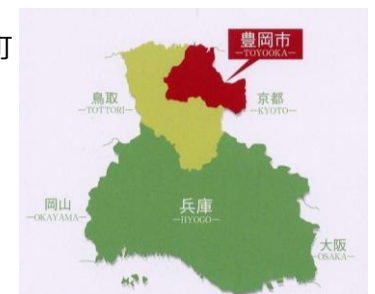 町
豊岡市
—TOYOOKA—
鳥取
—TOTTORI—
京都
—KYOTO—
岡山
—OKAYAMA—
兵庫
—HYOGO—
大阪
—OSAKA—